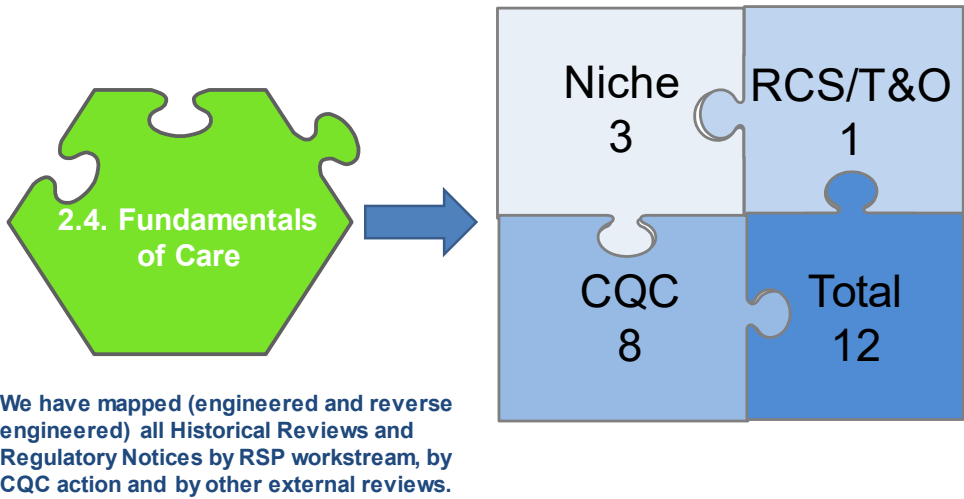 Niche
3
RCS/T&O
1
2.4. Fundamentals
of Care
CQC
8
Total
12
We have mapped (engineered and reverse
engineered) all Historical Reviews and
Regulatory Notices by RSP workstream, by
CQC action and by other external reviews.